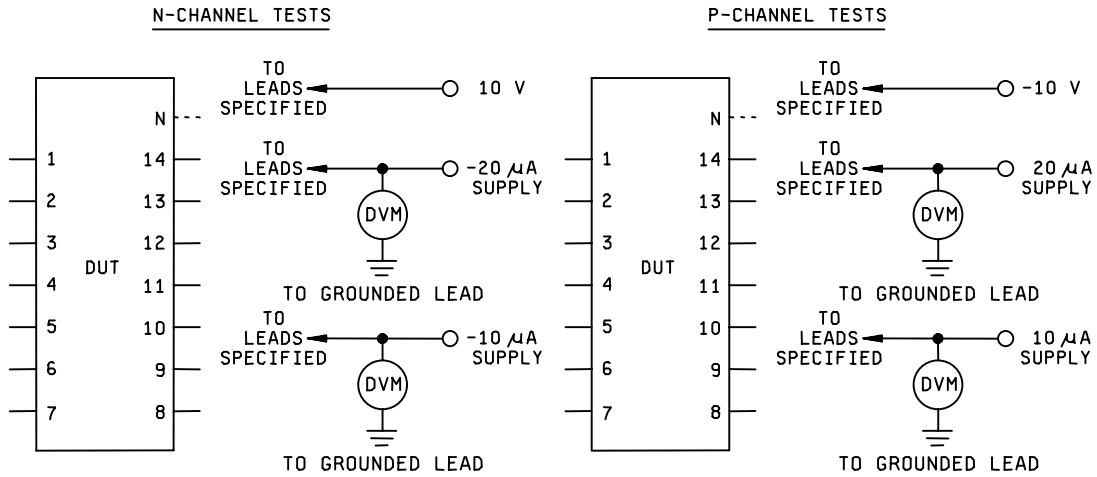 N-CHANNEL TESTS
TO
LEADS
SPECIFIED
10 V
N
1
14
TO
LEADS
SPECIFIED
-20 µA
SUPPLY
2
13
DVM
3
12
DUT
4
11
TO GROUNDED LEAD
5
10
TO
LEADS
SPECIFIED
-10 µA
SUPPLY
6
9
DVM
7
8
TO GROUNDED LEAD
P-CHANNEL TESTS
TO
LEADS
SPECIFIED
-10 V
N
1
14
TO
LEADS
SPECIFIED
20 µA
SUPPLY
2
13
DVM
3
12
DUT
4
11
TO GROUNDED LEAD
5
10
TO
LEADS
SPECIFIED
10 µA
SUPPLY
6
9
DVM
7
8
TO GROUNDED LEAD